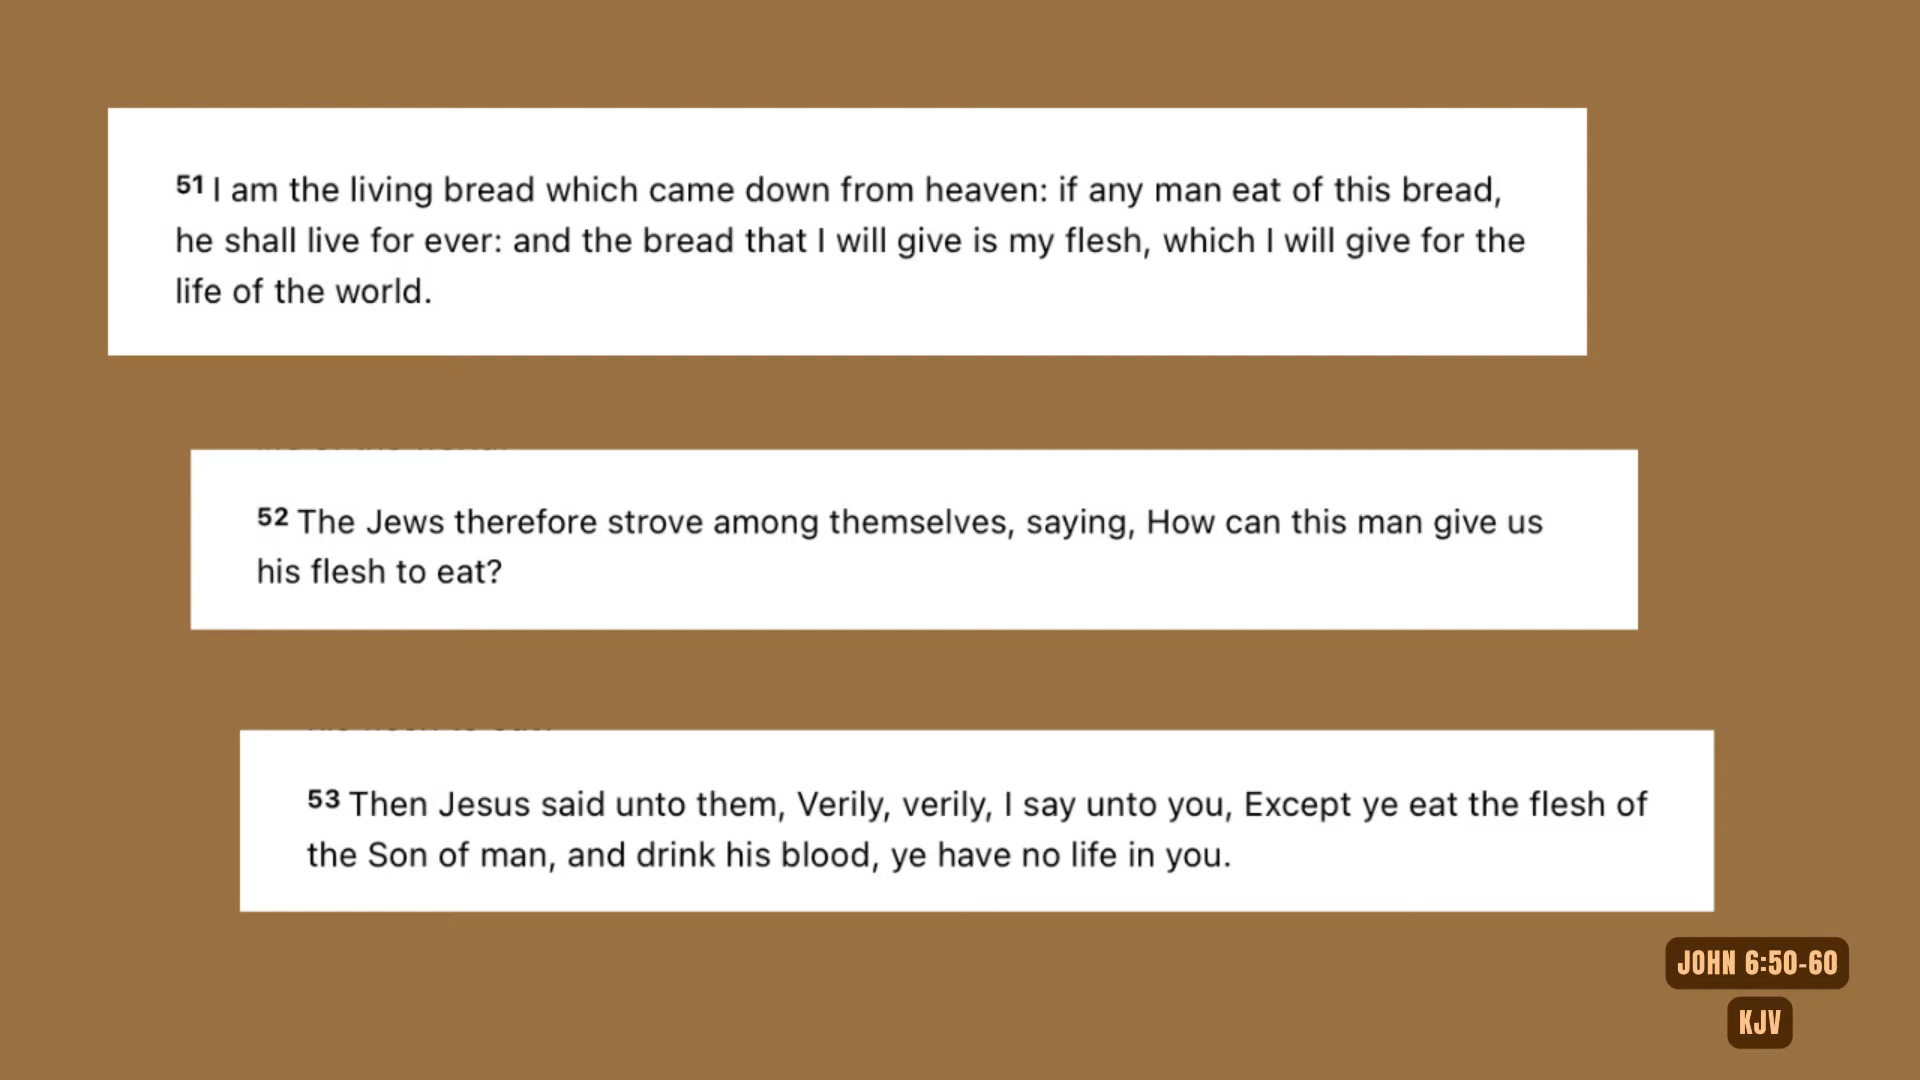 51 I am the living bread which came down from heaven: if any man eat of this bread,
he shall live for ever: and the bread that I will give is my flesh, which I will give for the
life of the world.
52 The Jews therefore strove among themselves, saying, How can this man give us
his flesh to eat?
53 Then Jesus said unto them, Verily, verily, I say unto you, Except ye eat the flesh of
the Son of man, and drink his blood, ye have no life in you.
JOHN 6:50-60
KJV